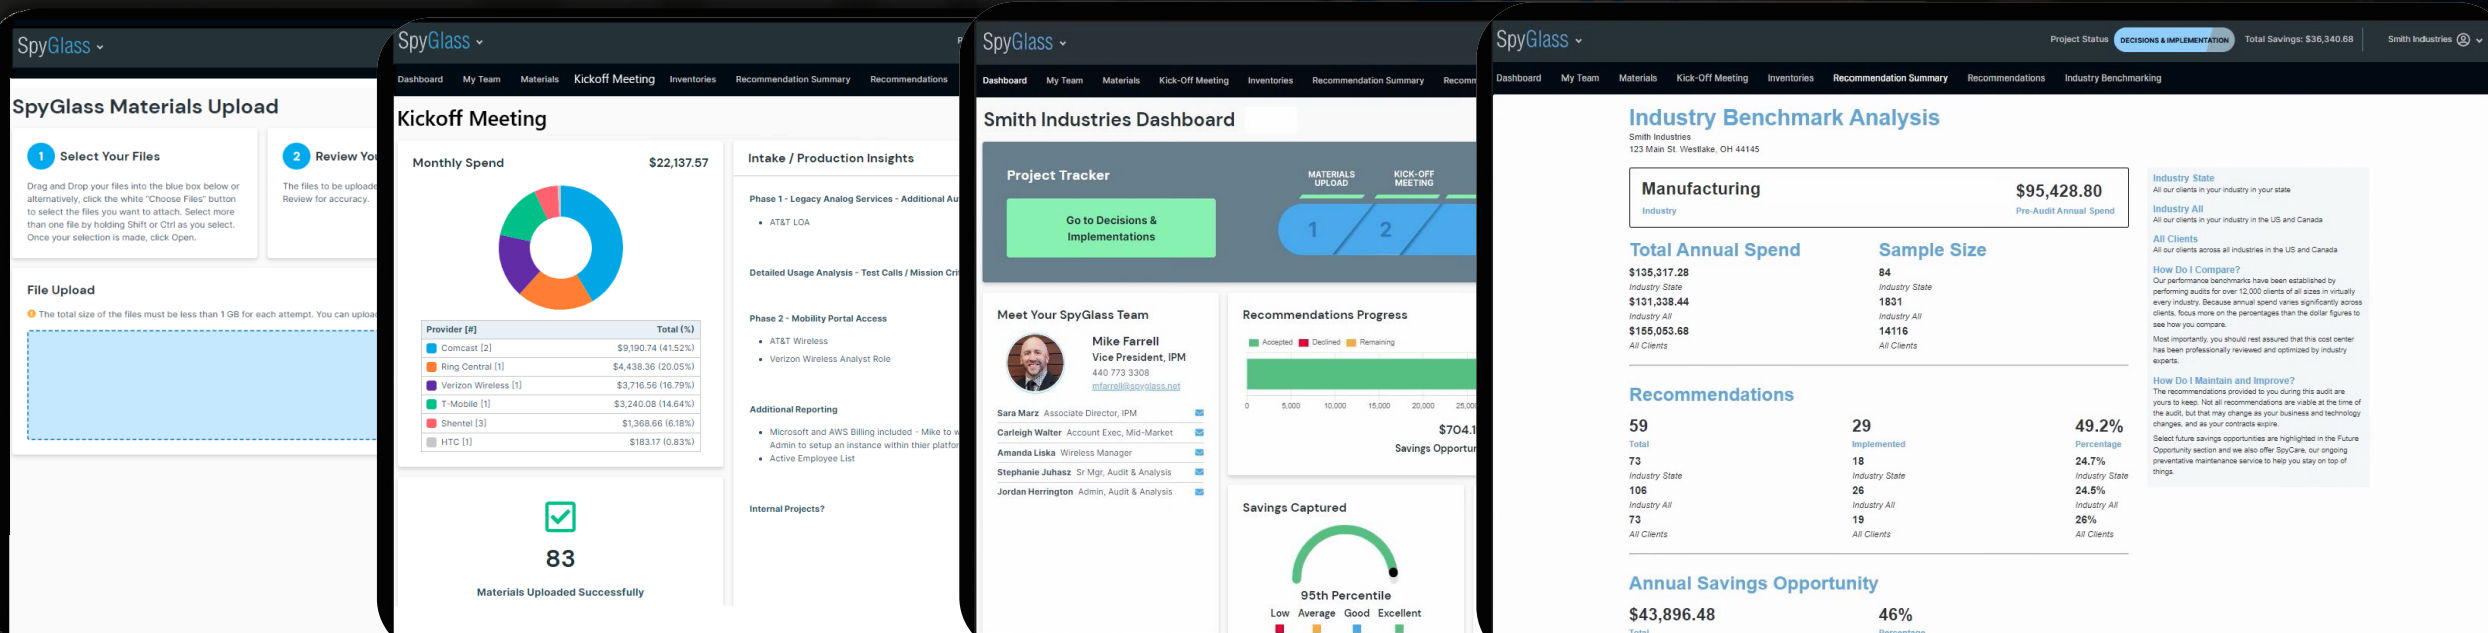 SpyGlass
SpyGlass Materials Upload
1 Select Your Files
Drag and Drop your files into the blue box below or
alternatively, click the white "Choose Files" button
to select the files you want to attach. Select more
than one file by holding Shift or Ctrl as you select.
Once your selection is made, click Open.
2 Review You
The files to be uploade
Review for accuracy.
File Upload
The total size of the files must be less than 1 GB for each attempt. You can uploa
SpyGlass
Dashboard My Team Materials Kickoff Meeting Inventories Recommendation Summary Recommendations
Kickoff Meeting
Monthly Spend $22,137.57
Provider [#] Total (%)
Comcast [2] $9,190.74 (41.52%)
Ring Central [1] $4,438.36 (20.05%)
Verizon Wireless [1] $3,716.56 (16.79%)
T-Mobile [1] $3,240.08 (14.64%)
Shentel [3] $1,368.66 (6.18%)
HTC [1] $183.17 (0.83%)
83
Materials Uploaded Successfully
Intake / Production Insights
Phase 1 - Legacy Analog Services - Additional Au
AT&T LOA
Detailed Usage Analysis - Test Calls / Mission Cri
Phase 2 - Mobility Portal Access
AT&T Wireless
Verizon Wireless Analyst Role
Additional Reporting
Microsoft and AWS Billing included - Mike to w
Admin to setup an instance within thier platfor
Active Employee List
Internal Projects?
SpyGlass
Dashboard My Team Materials Kick-Off Meeting Inventories Recommendation Summary Recomm
Smith Industries Dashboard
Project Tracker
Go to Decisions &
Implementations
MATERIALS
UPLOAD
KICK-OFF
MEETING
1 2
Meet Your SpyGlass Team
Mike Farrell
Vice President, IPM
440 773 3308
mfarrell@spyglass.net
Sara Marz Associate Director, IPM
Carleigh Walter Account Exec, Mid-Market
Amanda Liska Wireless Manager
Stephanie Juhasz Sr Mgr, Audit & Analysis
Jordan Herrington Admin, Audit & Analysis
Recommendations Progress
Accepted Declined Remaining
0 5,000 10,000 15,000 20,000 25,00
$704.1
Savings Opportun
Savings Captured
95th Percentile
Low Average Good Excellent
SpyGlass
Project Status DECISIONS & IMPLEMENTATION Total Savings: $36,340.68 Smith Industries
Dashboard My Team Materials Kick-Off Meeting Inventories Recommendation Summary Recommendations Industry Benchmarking
Industry Benchmark Analysis
Smith Industries
123 Main St. Westlake, OH 44145
Manufacturing $95,428.80
Industry Pre-Audit Annual Spend
Total Annual Spend Sample Size
$135,317.28 84
Industry State Industry State
$131,338.44 1831
Industry All Industry All
$155,053.68 14116
All Clients All Clients
Recommendations
59 29 49.2%
Total Implemented Percentage
73 18 24.7%
Industry State Industry State Industry State
106 26 24.5%
Industry All Industry All Industry All
73 19 26%
All Clients All Clients All Clients
Annual Savings Opportunity
$43,896.48 46%
Total Percentage
Industry State
All our clients in your industry in your state
Industry All
All our clients in your industry in the US and Canada
All Clients
All our clients across all industries in the US and Canada
How Do I Compare?
Our performance benchmarks have been established by
performing audits for over 12,000 clients of all sizes in virtually
every industry. Because annual spend varies significantly across
clients, focus more on the percentages than the dollar figures to
see how you compare.
Most importantly, you should rest assured that this cost center
has been professionally reviewed and optimized by industry
experts.
How Do I Maintain and Improve?
The recommendations provided to you during this audit are
yours to keep. Not all recommendations are viable at the time of
the audit, but that may change as your business and technology
changes, and as your contracts expire.
Select future savings opportunities are highlighted in the Future
Opportunity section and we also offer SpyCare, our ongoing
preventative maintenance service to help you stay on top of
things.